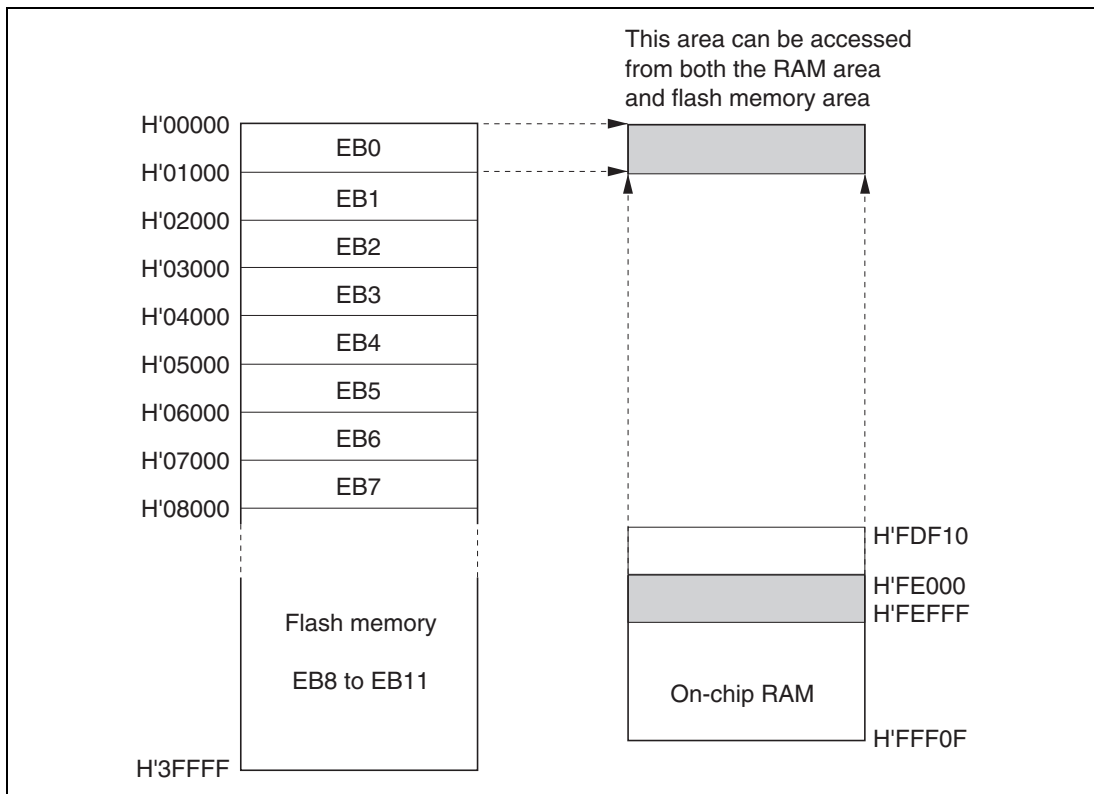 This area can be accessed
from both the RAM area
and flash memory area
H'00000
EB0
H'01000
EB1
H'02000
EB2
H'03000
EB3
H'04000
EB4
H'05000
EB5
H'06000
EB6
H'07000
EB7
H'08000
H'FDF10
H'FE000
H'FEFFF
Flash memory
EB8 to EB11
On-chip RAM
H'FFF0F
H'3FFFF